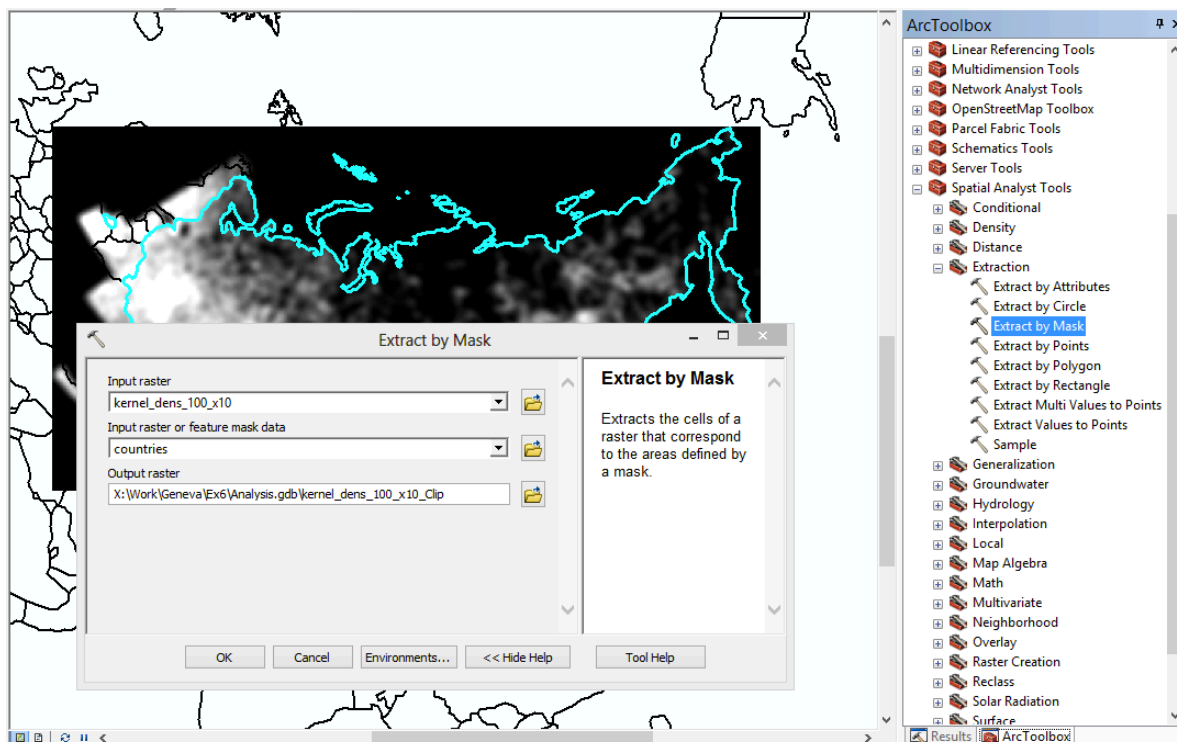 ArcToolbox
Linear Referencing Tools
Multidimension Tools
Network Analyst Tools
OpenStreetMap Toolbox
Parcel Fabric Tools
Schematics Tools
Server Tools
Spatial Analyst Tools
Conditional
Density
Distance
Extraction
Extract by Attributes
Extract by Circle
Extract by Mask
Extract by Points
Extract by Polygon
Extract by Rectangle
Extract Multi Values to Points
Extract Values to Points
Sample
Generalization
Groundwater
Hydrology
Interpolation
Local
Map Algebra
Math
Multivariate
Neighborhood
Overlay
Raster Creation
Reclass
Solar Radiation
Surface
Results ArcToolbox
Extract by Mask
Input raster
kernel_dens_100_x10
Input raster or feature mask data
countries
Output raster
X:\Work\Geneva\Ex6\Analysis.gdb\kernel_dens_100_x10_Clip
Extract by Mask
Extracts the cells of a
raster that correspond
to the areas defined by
a mask.
OK Cancel Environments... << Hide Help Tool Help